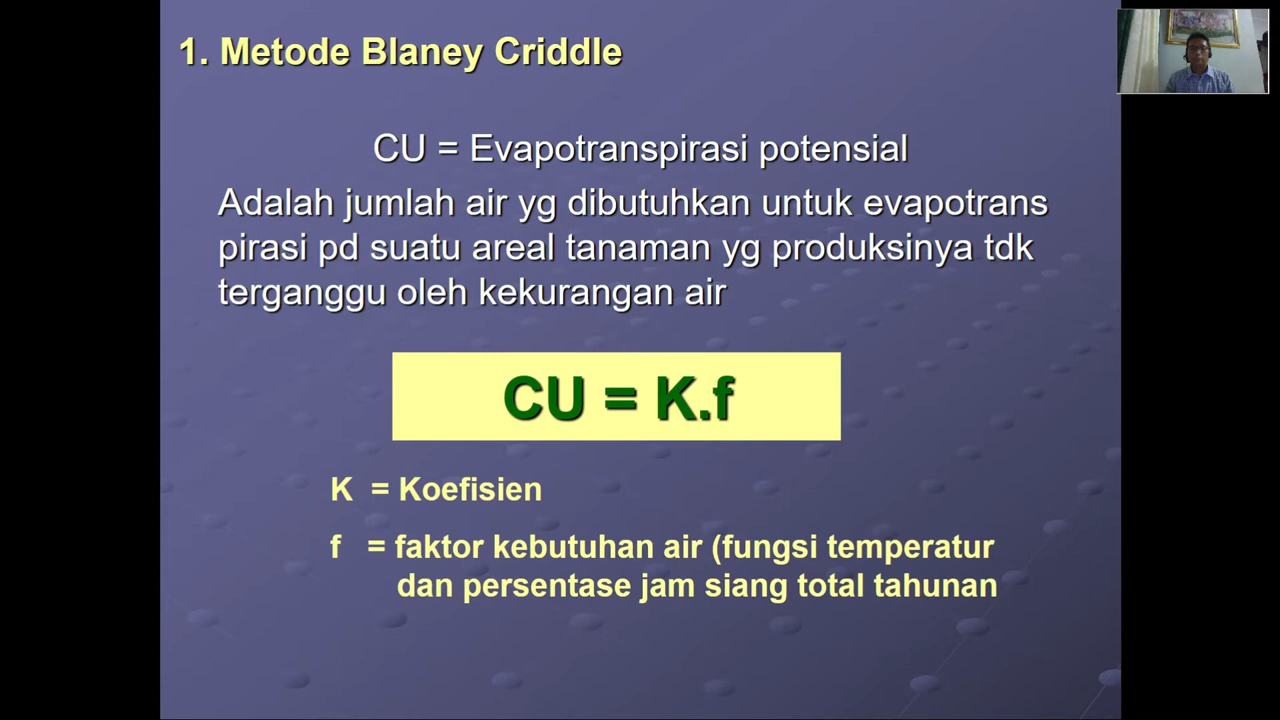 1. Metode Blaney Criddle
CU = Evapotranspirasi potensial
Adalah jumlah air yg dibutuhkan untuk evapotrans
pirasi pd suatu areal tanaman yg produksinya tdk
terganggu oleh kekurangan air
CU = K.f
K = Koefisien
f = faktor kebutuhan air (fungsi temperatur
dan persentase jam siang total tahunan